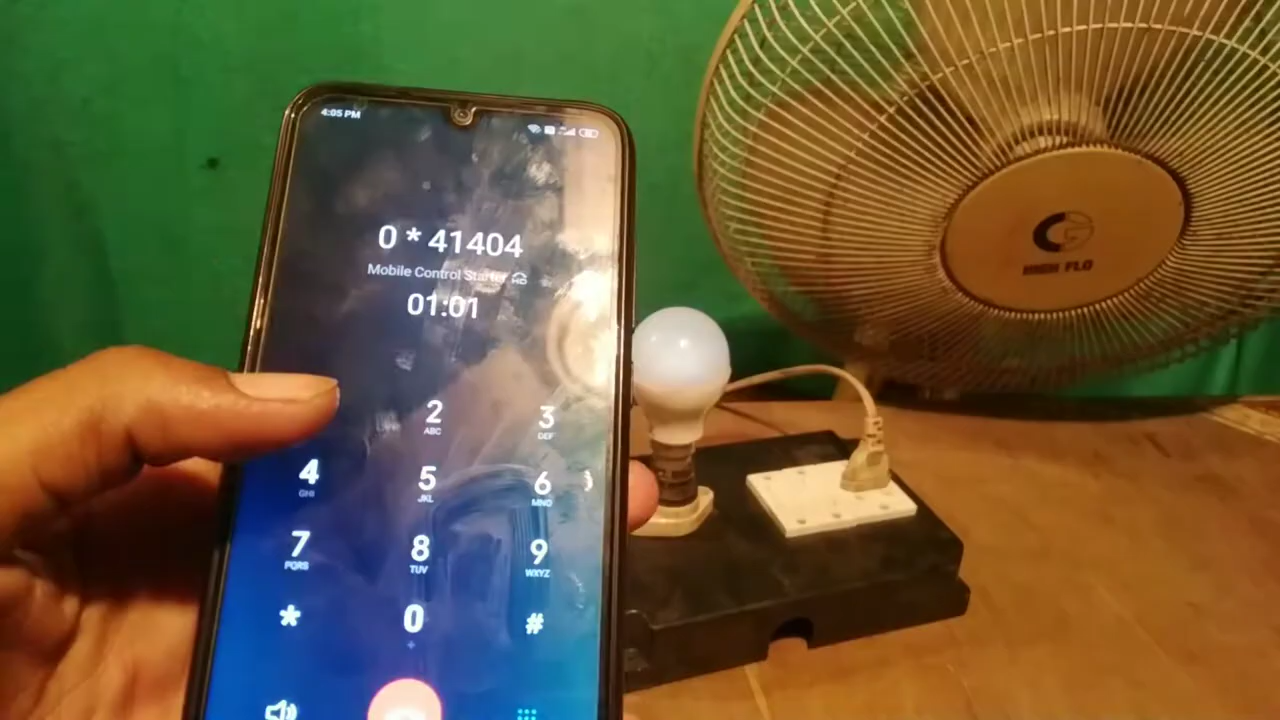 4:05 PM
0 * 41404
Mobile Control Starter HD
01:01
2
ABC
3
DEF
4
GHI
5
JKL
6
MNO
7
PQRS
8
TUV
9
WXYZ
*
0
+
#
HIGH FLO